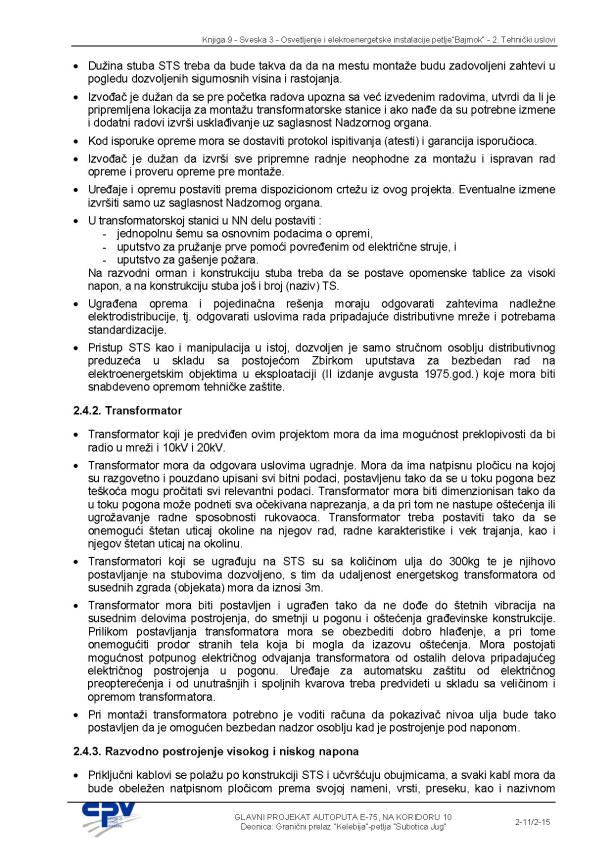 Knjiga 9 - Sveska 3 - Osvetljenje i elekroenergetske instalacije petlje"Bajmok" - 2. Tehnički uslovi
• Dužina stuba STS treba da bude takva da da na mestu montaže budu zadovoljeni zahtevi u
pogledu dozvoljenih sigurnosnih visina i rastojanja.
• Izvođač je dužan da se pre početka radova upozna sa već izvedenim radovima, utvrdi da li je
pripremljena lokacija za montažu transformatorske stanice i ako nađe da su potrebne izmene
i dodatni radovi izvrši usklađivanje uz saglasnost Nadzornog organa.
• Kod isporuke opreme mora se dostaviti protokol ispitivanja (atesti) i garancija isporučioca.
• Izvođač je dužan da izvrši sve pripremne radnje neophodne za montažu i ispravan rad
opreme i proveru opreme pre montaže.
• Uređaje i opremu postaviti prema dispozicionom crtežu iz ovog projekta. Eventualne izmene
izvršiti samo uz saglasnost Nadzornog organa.
• U transformatorskoj stanici u NN delu postaviti :
- jednopolnu šemu sa osnovnim podacima o opremi,
- uputstvo za pružanje prve pomoći povređenim od električne struje, i
- uputstvo za gašenje požara.
Na razvodni orman i konstrukciju stuba treba da se postave opomenske tablice za visoki
napon, a na konstrukciju stuba još i broj (naziv) TS.
• Ugrađena oprema i pojedinačna rešenja moraju odgovarati zahtevima nadležne
elektrodistribucije, tj. odgovarati uslovima rada pripadajuće distributivne mreže i potrebama
standardizacije.
• Pristup STS kao i manipulacija u istoj, dozvoljen je samo stručnom osoblju distributivnog
preduzeća u skladu sa postojećom Zbirkom uputstava za bezbedan rad na
elektroenergetskim objektima u eksploataciji (II izdanje avgusta 1975.god.) koje mora biti
snabdeveno opremom tehničke zaštite.
2.4.2. Transformator
• Transformator koji je predviđen ovim projektom mora da ima mogućnost preklopivosti da bi
radio u mreži i 10kV i 20kV.
• Transformator mora da odgovara uslovima ugradnje. Mora da ima natpisnu pločicu na kojoj
su razgovetno i pouzdano upisani svi bitni podaci, postavljenu tako da se u toku pogona bez
teškoća mogu pročitati svi relevantni podaci. Transformator mora biti dimenzionisan tako da
u toku pogona može podneti sva očekivana naprezanja, a da pri tom ne nastupe oštećenja ili
ugrožavanje radne sposobnosti rukovaoca. Transformator treba postaviti tako da se
onemogući štetan uticaj okoline na njegov rad, radne karakteristike i vek trajanja, kao i
njegov štetan uticaj na okolinu.
• Transformatori koji se ugrađuju na STS su sa količinom ulja do 300kg te je njihovo
postavljanje na stubovima dozvoljeno, s tim da udaljenost energetskog transformatora od
susednih zgrada (objekata) mora da iznosi 3m.
• Transformator mora biti postavljen i ugrađen tako da ne dođe do štetnih vibracija na
susednim delovima postrojenja, do smetnji u pogonu i oštećenja građevinske konstrukcije.
Prilikom postavljanja transformatora mora se obezbediti dobro hlađenje, a pri tome
onemogućiti prodor stranih tela koja bi mogla da izazovu oštećenja. Mora postojati
mogućnost potpunog električnog odvajanja transformatora od ostalih delova pripadajućeg
električnog postrojenja u pogonu. Uređaje za automatsku zaštitu od električnog
preopterećenja i od unutrašnjih i spoljnih kvarova treba predvideti u skladu sa veličinom i
opremom transformatora.
• Pri montaži transformatora potrebno je voditi računa da pokazivač nivoa ulja bude tako
postavljen da je omogućen bezbedan nadzor osoblju kad je postrojenje pod naponom.
2.4.3. Razvodno postrojenje visokog i niskog napona
• Priključni kablovi se polažu po konstrukciji STS i učvršćuju obujmicama, a svaki kabl mora da
bude obeležen natpisnom pločicom prema svojoj nameni, vrsti, preseku, kao i nazivnom
CPV
GLAVNI PROJEKAT AUTOPUTA E-75, NA KORIDORU 10
Deonica: Granični prelaz "Kelebija"-petlja "Subotica Jug"
2-11/2-15